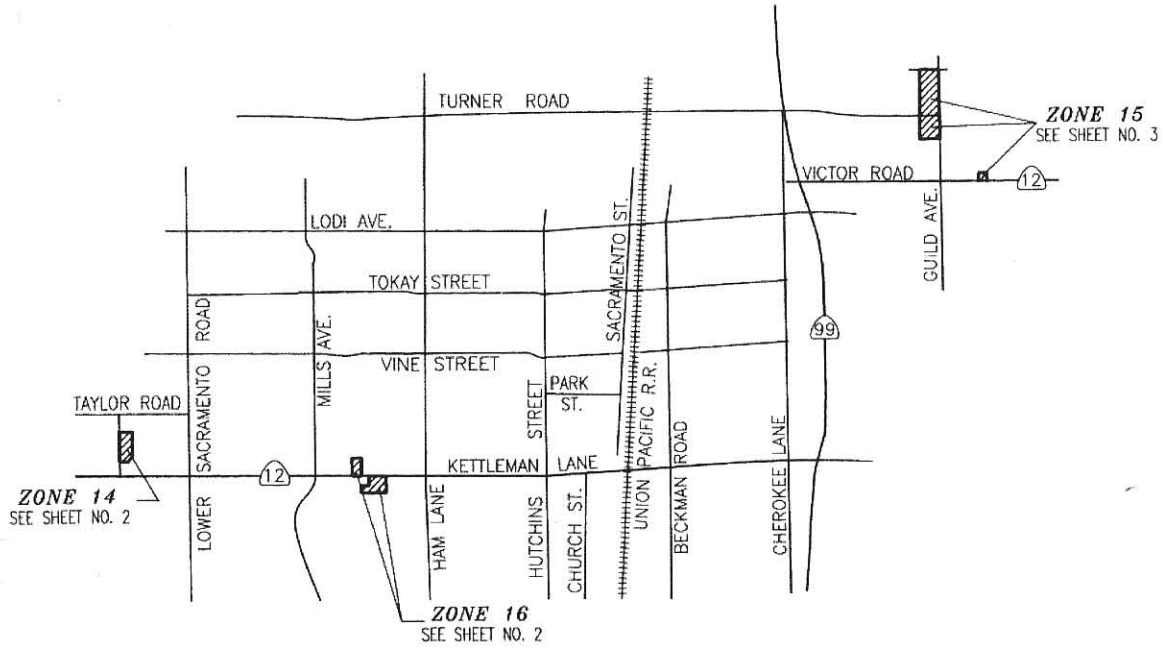 TURNER ROAD
ZONE 15
SEE SHEET NO. 3
VICTOR ROAD
12
GUILD AVE.
LODI AVE.
SACRAMENTO ST.
TOKAY STREET
LOWER SACRAMENTO ROAD
MILLS AVE.
99
VINE STREET
PARK
ST.
TAYLOR ROAD
HUTCHINS STREET
UNION PACIFIC R.R.
BECKMAN ROAD
CHEROKEE LANE
KETTLEMAN LANE
12
ZONE 14
SEE SHEET NO. 2
HAM LANE
CHURCH ST.
ZONE 16
SEE SHEET NO. 2